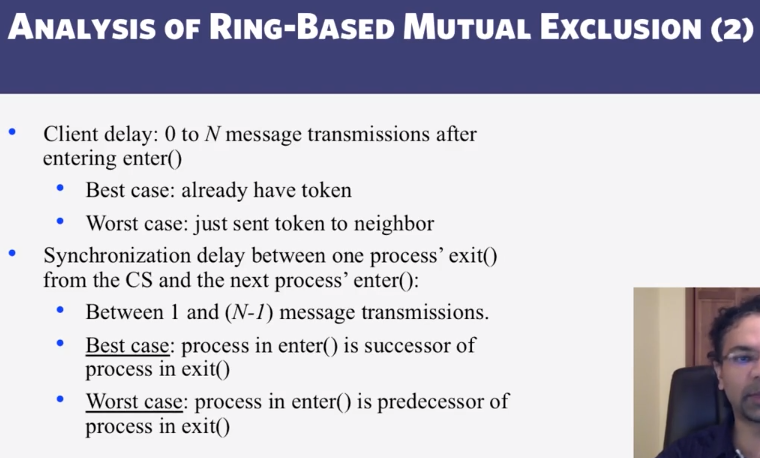 ANALYSIS OF RING-BASED MUTUAL EXCLUSION (2)
• Client delay: 0 to N message transmissions after
entering enter()
• Best case: already have token
• Worst case: just sent token to neighbor
• Synchronization delay between one process’ exit()
from the CS and the next process’ enter():
• Between 1 and (N-1) message transmissions.
• Best case: process in enter() is successor of
process in exit()
• Worst case: process in enter() is predecessor of
process in exit()